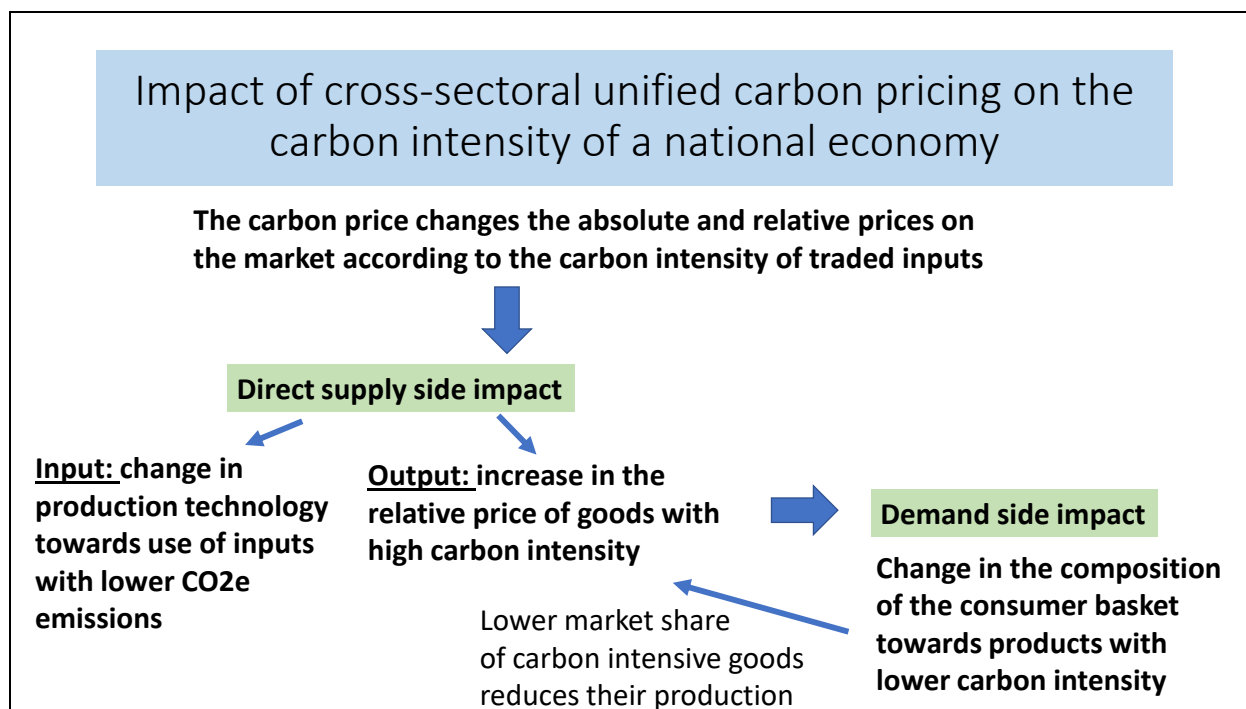 Impact of cross-sectoral unified carbon pricing on the
carbon intensity of a national economy
The carbon price changes the absolute and relative prices on
the market according to the carbon intensity of traded inputs
Direct supply side impact
Input: change in
production technology
towards use of inputs
with lower CO2e
emissions
Output: increase in the
relative price of goods with
high carbon intensity
Demand side impact
Change in the composition
of the consumer basket
towards products with
lower carbon intensity
Lower market share
of carbon intensive goods
reduces their production